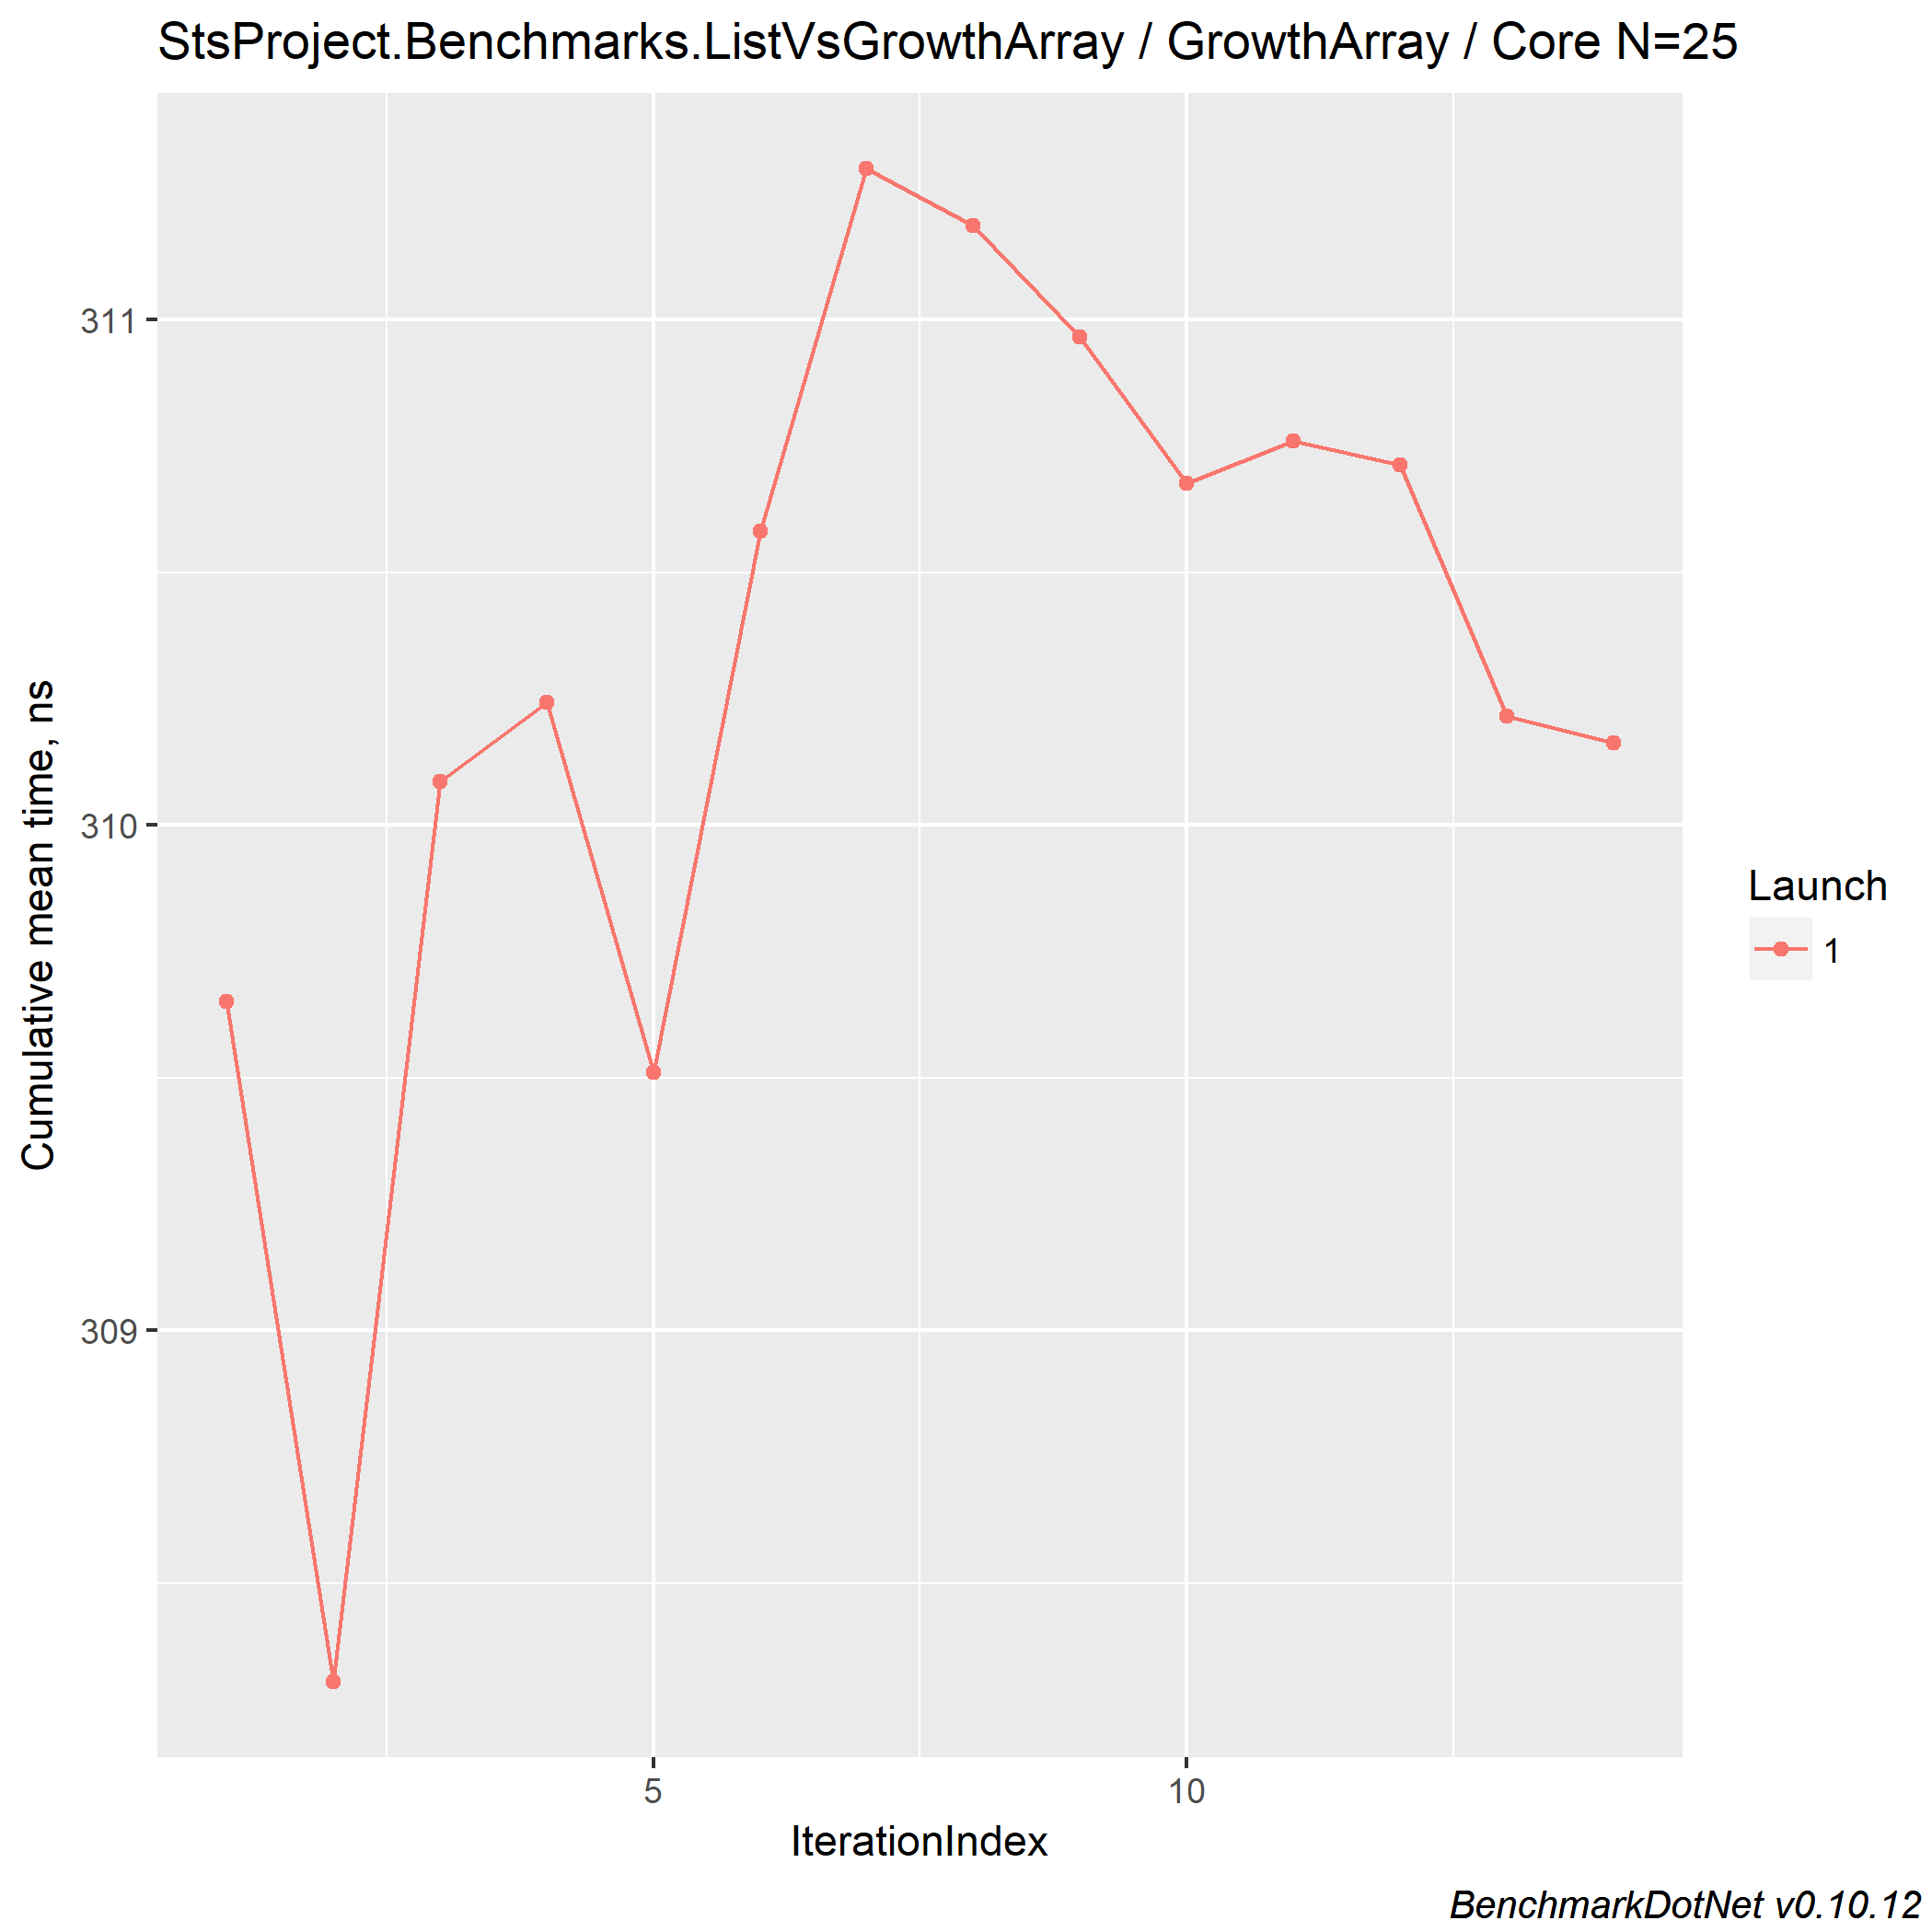 StsProject.Benchmarks.ListVsGrowthArray / GrowthArray / Core N=25
Cumulative mean time, ns
311
310
309
5
10
IterationIndex
Launch
1
BenchmarkDotNet v0.10.12